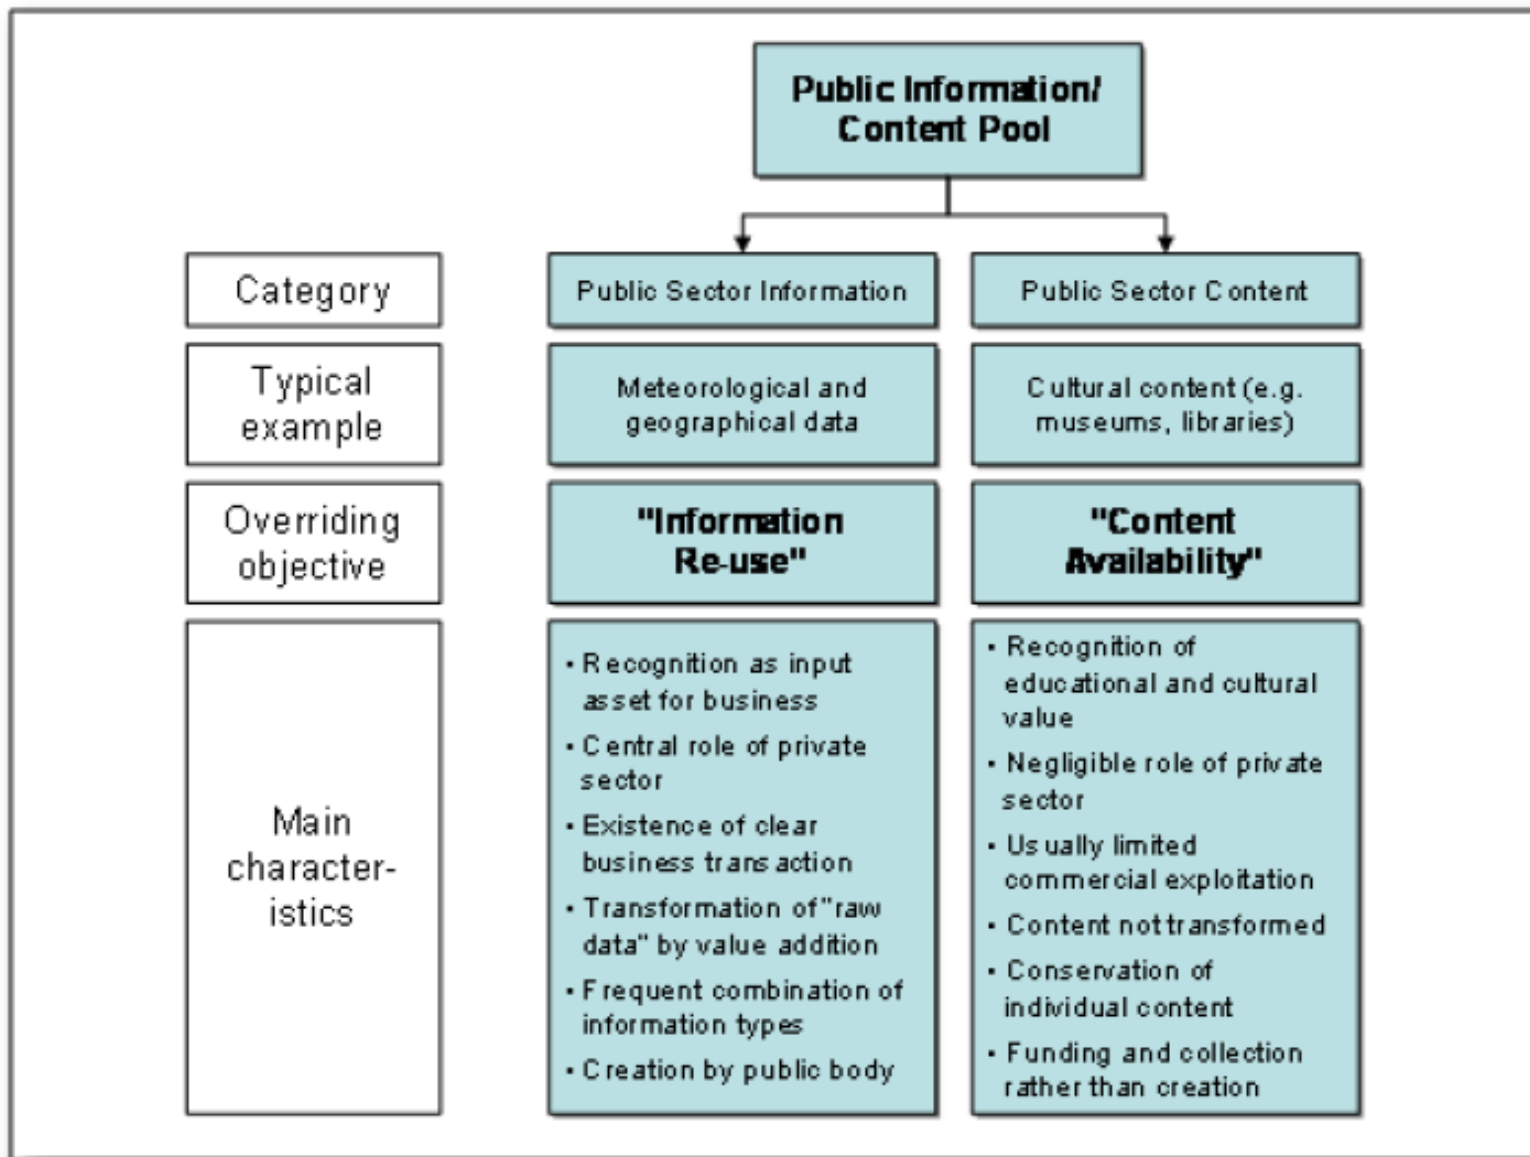 Public Information/
Content Pool
Category
Public Sector Information
Public Sector Content
Typical
example
Meteorological and
geographical data
Cultural content (e.g.
museums, libraries)
Overriding
objective
"Information
Re-use"
"Content
Availability"
Main
character-
istics
• Recognition as input
asset for business
• Central role of private
sector
• Existence of clear
business transaction
• Transformation of "raw
data" by value addition
• Frequent combination of
information types
• Creation by public body
• Recognition of
educational and cultural
value
• Negligible role of private
sector
• Usually limited
commercial exploitation
• Content not transformed
• Conservation of
individual content
• Funding and collection
rather than creation